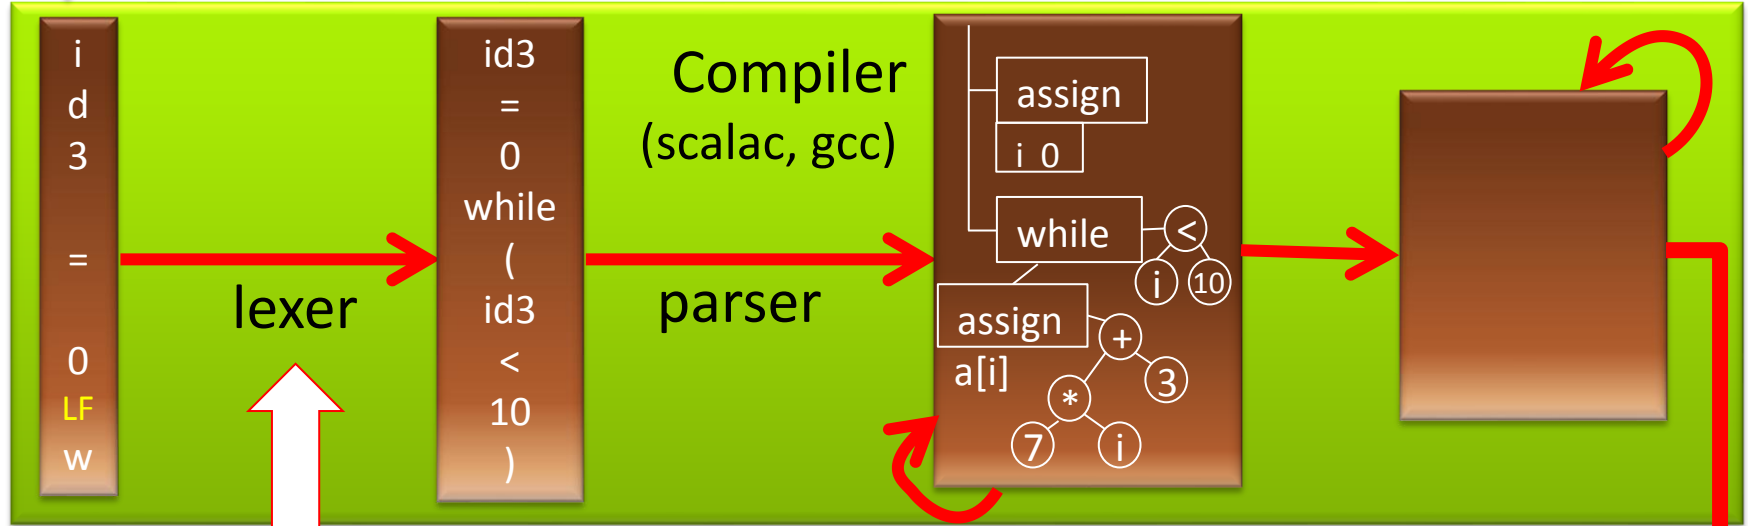 i
d
3
=
0
LF
w
lexer
id3
=
0
while
(
id3
<
10
)
Compiler
(scalac, gcc)
parser
assign
i 0
while
<
i
10
assign
+
a[i]
3
*
7
i